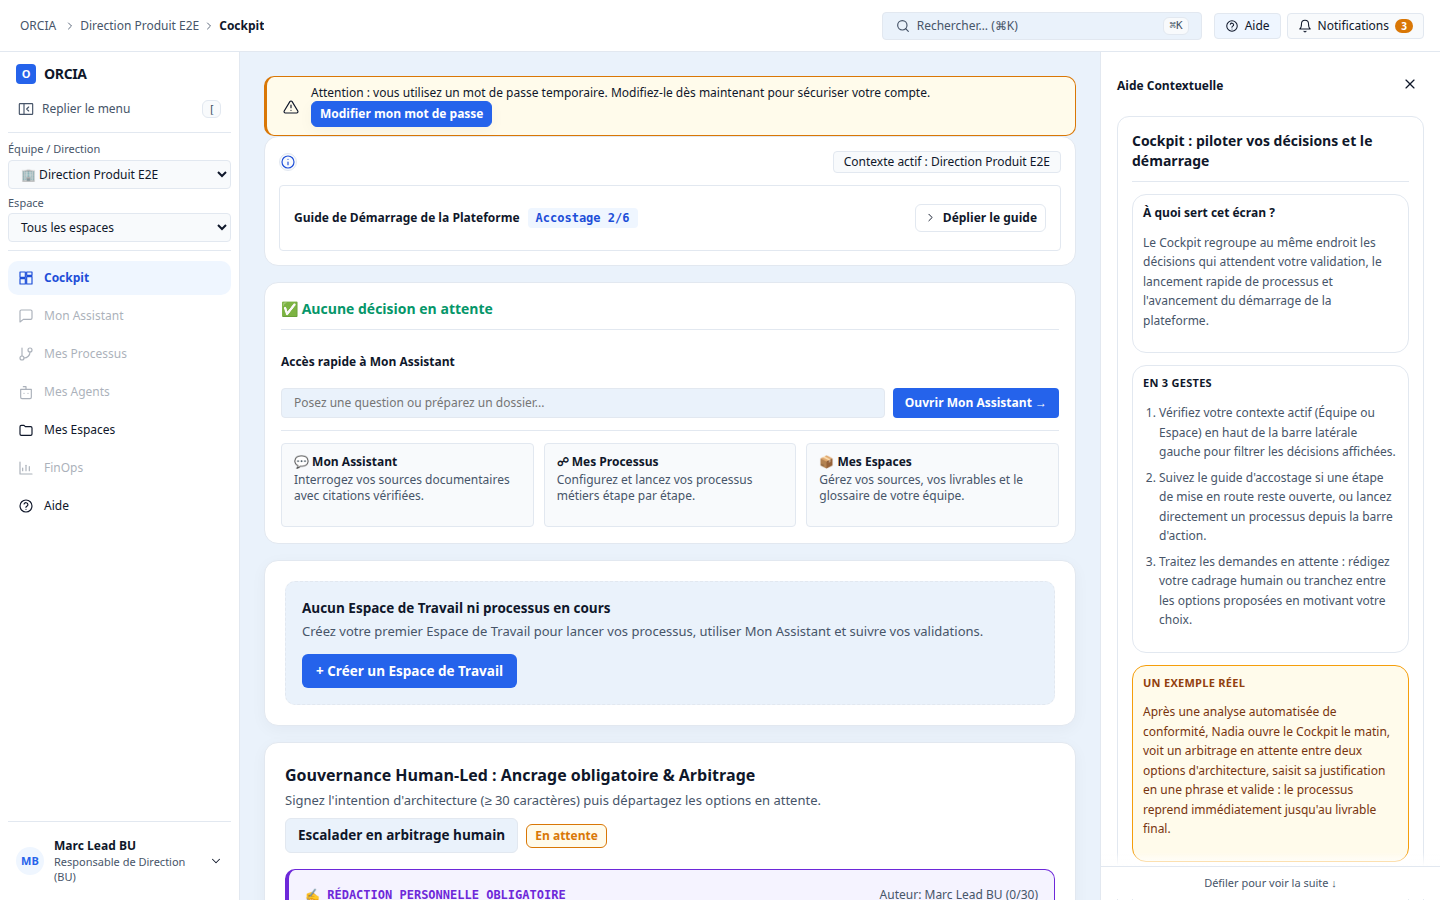 ORCIA > Direction Produit E2E > Cockpit
Rechercher... (⌘K)
⌘K
Aide
Notifications 3
O ORCIA
Replier le menu [
Équipe / Direction
🏢 Direction Produit E2E
Espace
Tous les espaces
Cockpit
Mon Assistant
Mes Processus
Mes Agents
Mes Espaces
FinOps
Aide
MB
Marc Lead BU
Responsable de Direction
(BU)
Attention : vous utilisez un mot de passe temporaire. Modifiez-le dès maintenant pour sécuriser votre compte.
Modifier mon mot de passe
Contexte actif : Direction Produit E2E
Guide de Démarrage de la Plateforme Accostage 2/6
Déplier le guide
✅ Aucune décision en attente
Accès rapide à Mon Assistant
Posez une question ou préparez un dossier...
Ouvrir Mon Assistant →
💬 Mon Assistant
Interrogez vos sources documentaires
avec citations vérifiées.
☍ Mes Processus
Configurez et lancez vos processus
métiers étape par étape.
📦 Mes Espaces
Gérez vos sources, vos livrables et le
glossaire de votre équipe.
Aucun Espace de Travail ni processus en cours
Créez votre premier Espace de Travail pour lancer vos processus, utiliser Mon Assistant et suivre vos validations.
+ Créer un Espace de Travail
Gouvernance Human-Led : Ancrage obligatoire & Arbitrage
Signez l'intention d'architecture (≥ 30 caractères) puis départagez les options en attente.
Escalader en arbitrage humain
En attente
✍️ RÉDACTION PERSONNELLE OBLIGATOIRE
Auteur: Marc Lead BU (0/30)
Aide Contextuelle
Cockpit : piloter vos décisions et le
démarrage
À quoi sert cet écran ?
Le Cockpit regroupe au même endroit les
décisions qui attendent votre validation, le
lancement rapide de processus et
l'avancement du démarrage de la
plateforme.
EN 3 GESTES
1. Vérifiez votre contexte actif (Équipe ou
Espace) en haut de la barre latérale
gauche pour filtrer les décisions affichées.
2. Suivez le guide d'accostage si une étape
de mise en route reste ouverte, ou lancez
directement un processus depuis la barre
d'action.
3. Traitez les demandes en attente : rédigez
votre cadrage humain ou tranchez entre
les options proposées en motivant votre
choix.
UN EXEMPLE RÉEL
Après une analyse automatisée de
conformité, Nadia ouvre le Cockpit le matin,
voit un arbitrage en attente entre deux
options d'architecture, saisit sa justification
en une phrase et valide : le processus
reprend immédiatement jusqu'au livrable
final.
Défiler pour voir la suite ↓